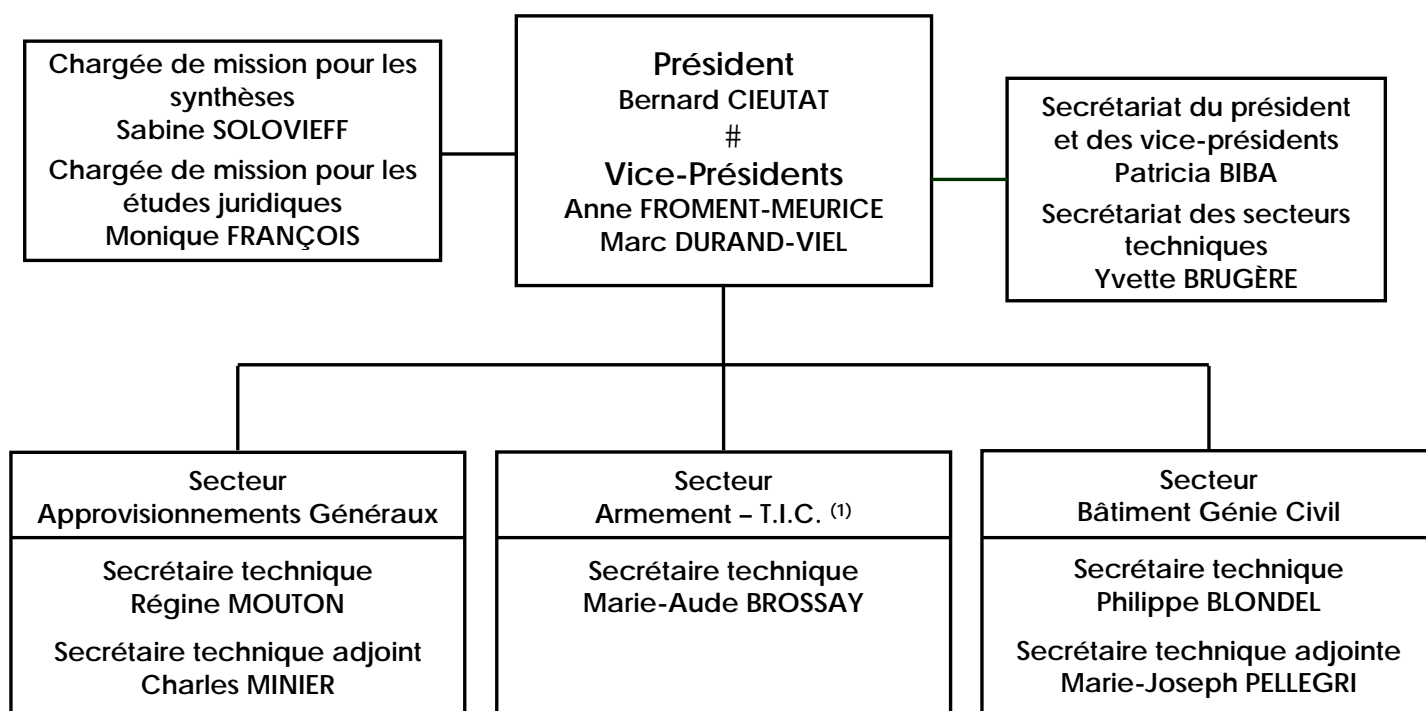 Chargée de mission pour les
synthèses
Sabine SOLOVIEFF
Chargée de mission pour les
études juridiques
Monique FRANÇOIS
Président
Bernard CIEUTAT
#
Vice-Présidents
Anne FROMENT-MEURICE
Marc DURAND-VIEL
Secrétariat du président
et des vice-présidents
Patricia BIBA
Secrétariat des secteurs
techniques
Yvette BRUGÈRE
Secteur
Approvisionnements Généraux
Secrétaire technique
Régine MOUTON
Secrétaire technique adjoint
Charles MINIER
Secteur
Armement – T.I.C. (1)
Secrétaire technique
Marie-Aude BROSSAY
Secteur
Bâtiment Génie Civil
Secrétaire technique
Philippe BLONDEL
Secrétaire technique adjointe
Marie-Joseph PELLEGRI